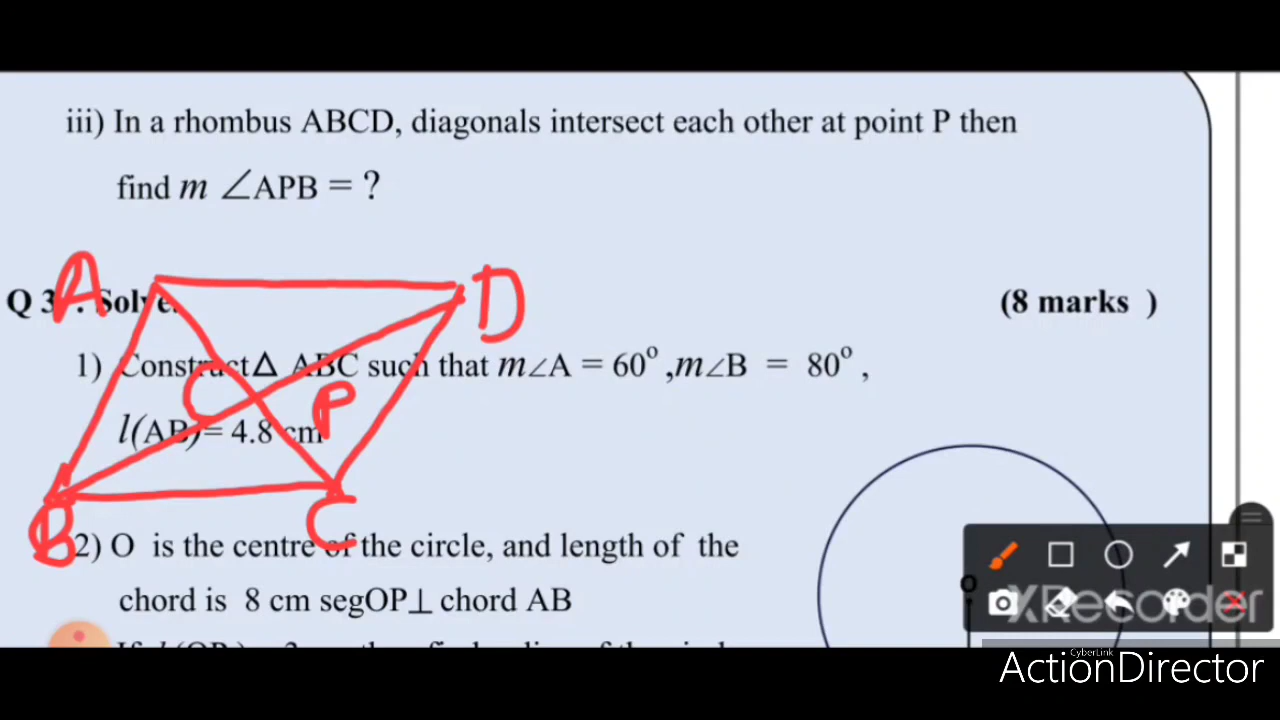 iii) In a rhombus ABCD, diagonals intersect each other at point P then
find m ∠APB = ?
A
D
Q 3 . Solve.
(8 marks )
1) Construct △ ABC such that m∠A = 60°,m∠B = 80°,
P
l(AB)= 4.8 cm
B
C
2) O is the centre of the circle, and length of the
chord is 8 cm segOP⊥ chord AB
O
XRecorder
CyberLink
ActionDirector